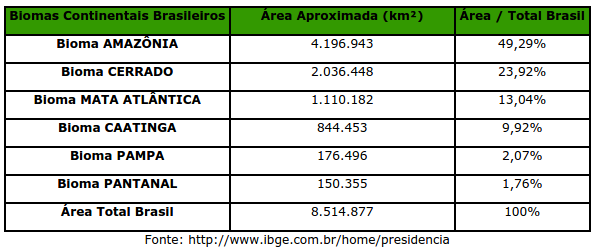 Biomas Continentais Brasileiros Área Aproximada (km²) Área / Total Brasil
Bioma AMAZÔNIA 4.196.943 49,29%
Bioma CERRADO 2.036.448 23,92%
Bioma MATA ATLÂNTICA 1.110.182 13,04%
Bioma CAATINGA 844.453 9,92%
Bioma PAMPA 176.496 2,07%
Bioma PANTANAL 150.355 1,76%
Área Total Brasil 8.514.877 100%
Fonte: http://www.ibge.com.br/home/presidencia